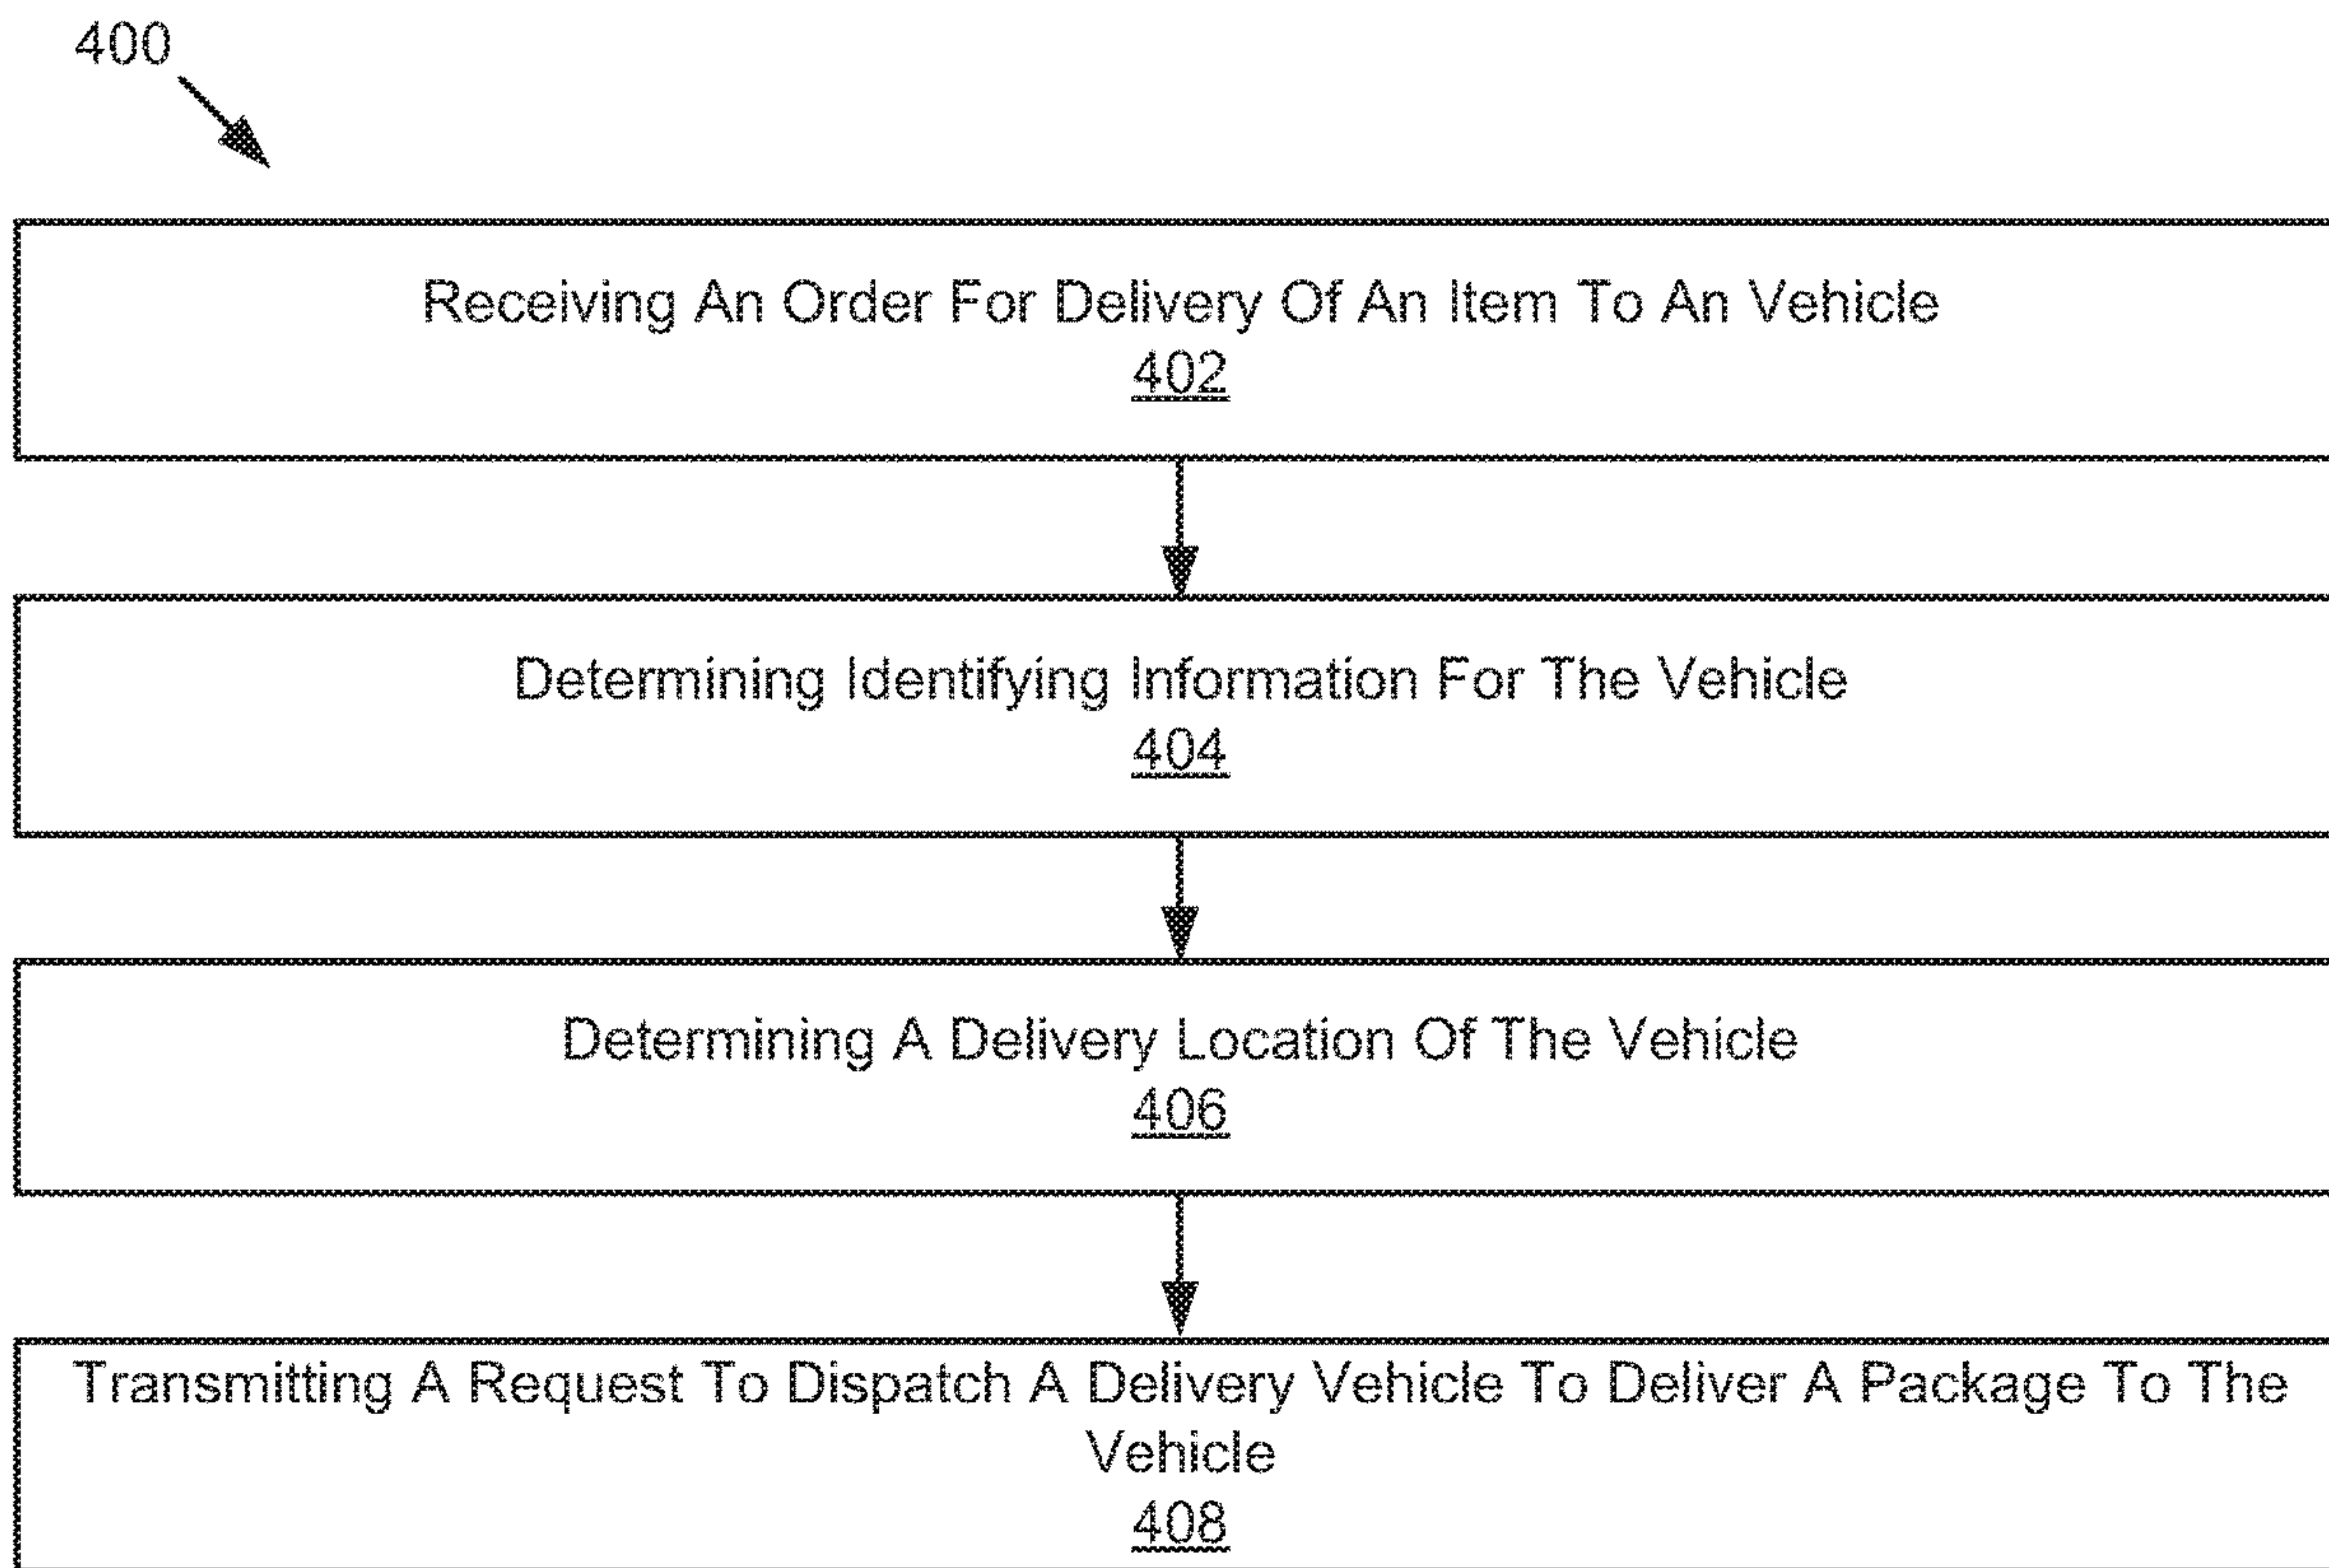 400
Receiving An Order For Delivery Of An Item To An Vehicle
402
Determining Identifying Information For The Vehicle
404
Determining A Delivery Location Of The Vehicle
406
Transmitting A Request To Dispatch A Delivery Vehicle To Deliver A Package To The
Vehicle
408